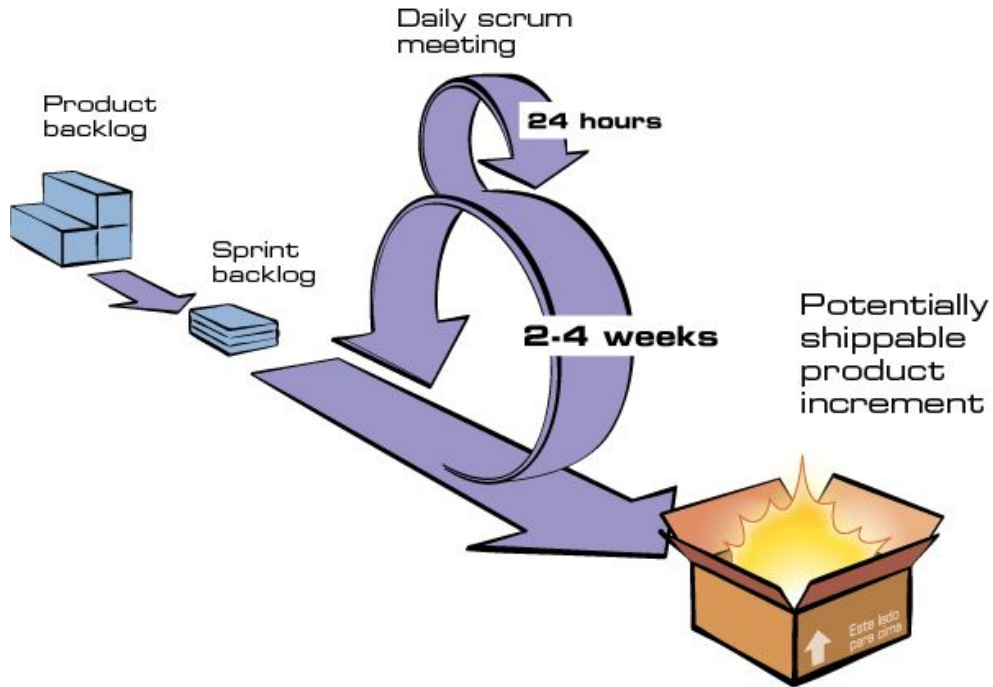 Daily scrum
meeting
24 hours
Product
backlog
Sprint
backlog
2-4 weeks
Potentially
shippable
product
increment
Este lado
para cima